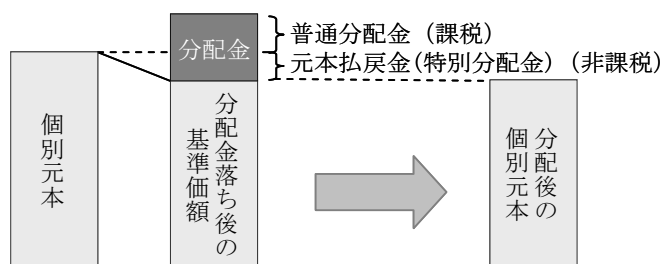 分配金
普通分配金（課税）
元本払戻金(特別分配金)（非課税）
個別元本
分配金落ち後の
基準価額
分配後の
個別元本